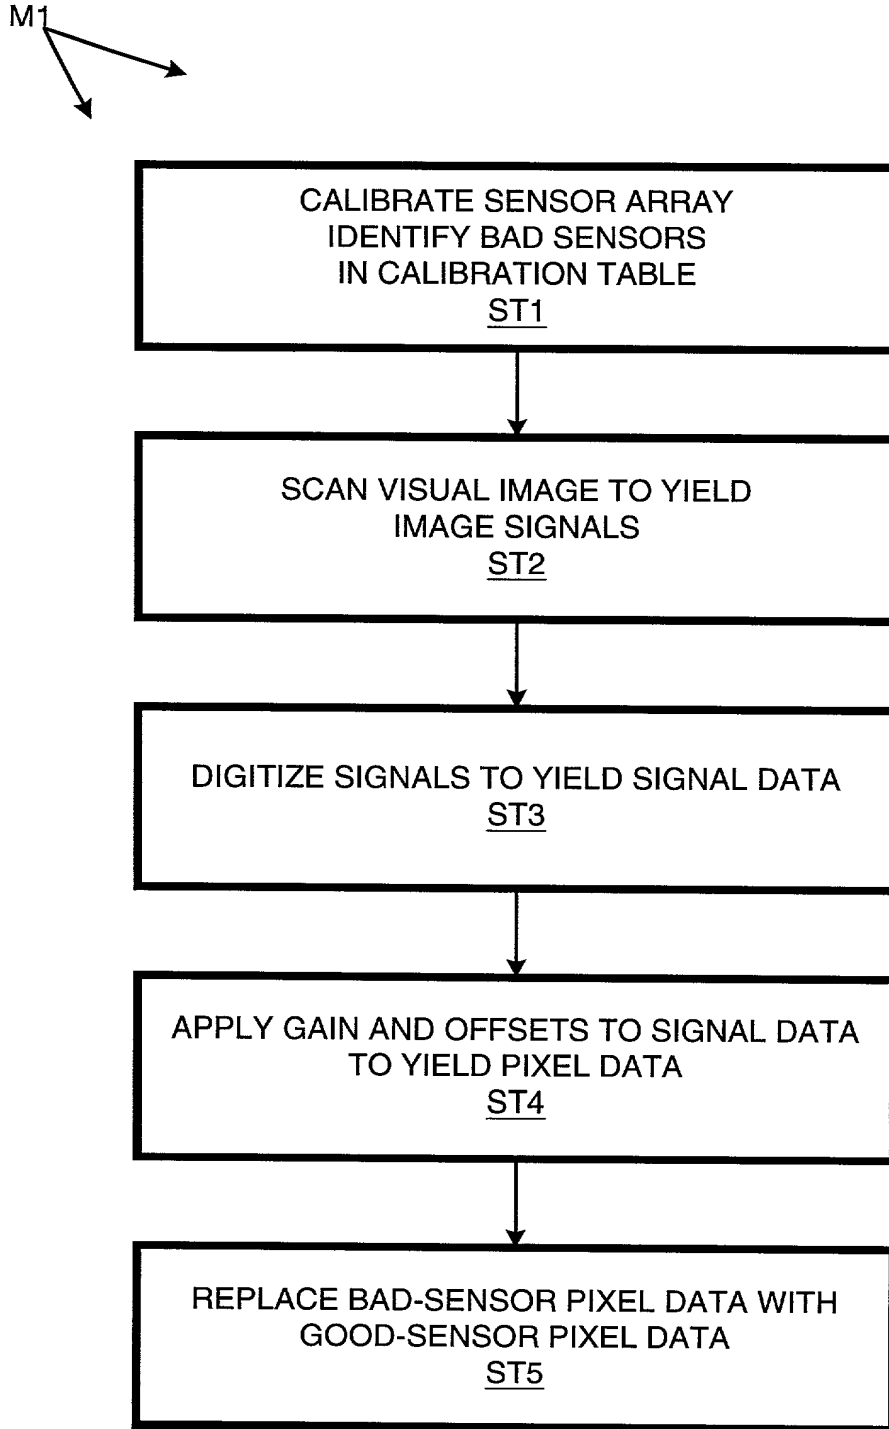 M1
CALIBRATE SENSOR ARRAY
IDENTIFY BAD SENSORS
IN CALIBRATION TABLE
ST1
SCAN VISUAL IMAGE TO YIELD
IMAGE SIGNALS
ST2
DIGITIZE SIGNALS TO YIELD SIGNAL DATA
ST3
APPLY GAIN AND OFFSETS TO SIGNAL DATA
TO YIELD PIXEL DATA
ST4
REPLACE BAD-SENSOR PIXEL DATA WITH
GOOD-SENSOR PIXEL DATA
ST5